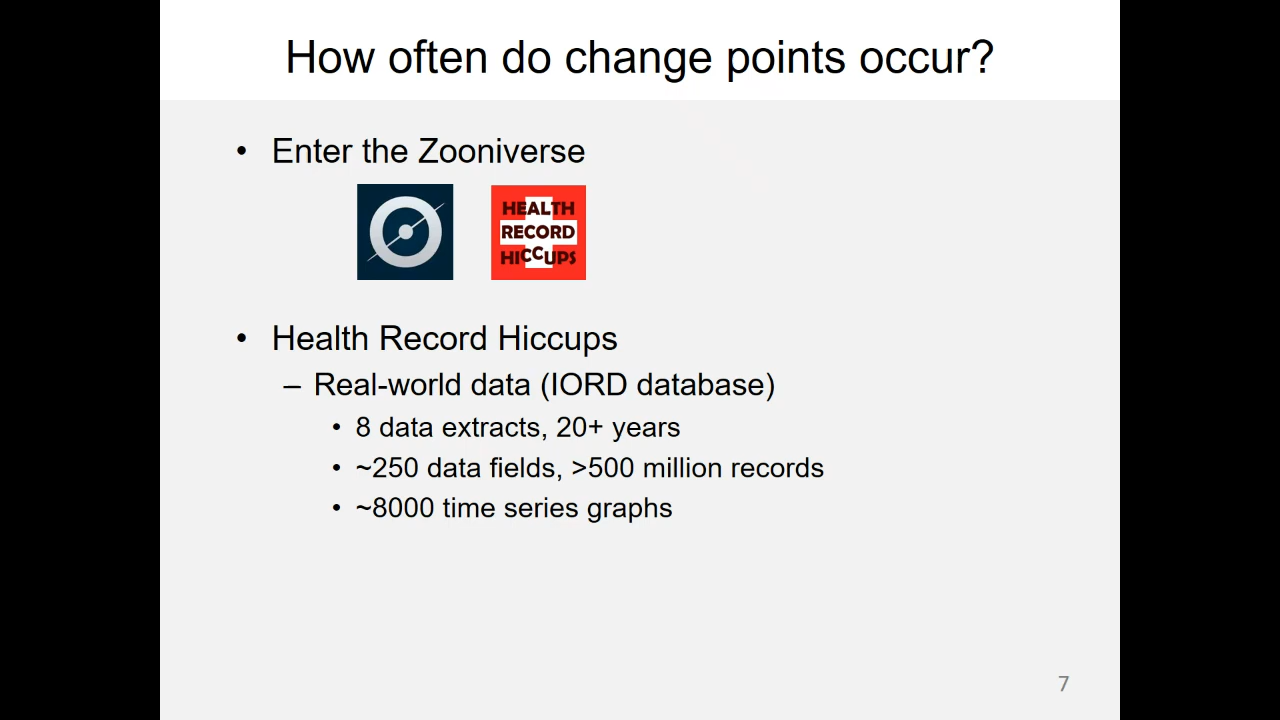 How often do change points occur?
• Enter the Zooniverse
HEALTH
RECORD
HICCUPS
• Health Record Hiccups
– Real-world data (IORD database)
• 8 data extracts, 20+ years
• ~250 data fields, >500 million records
• ~8000 time series graphs
7